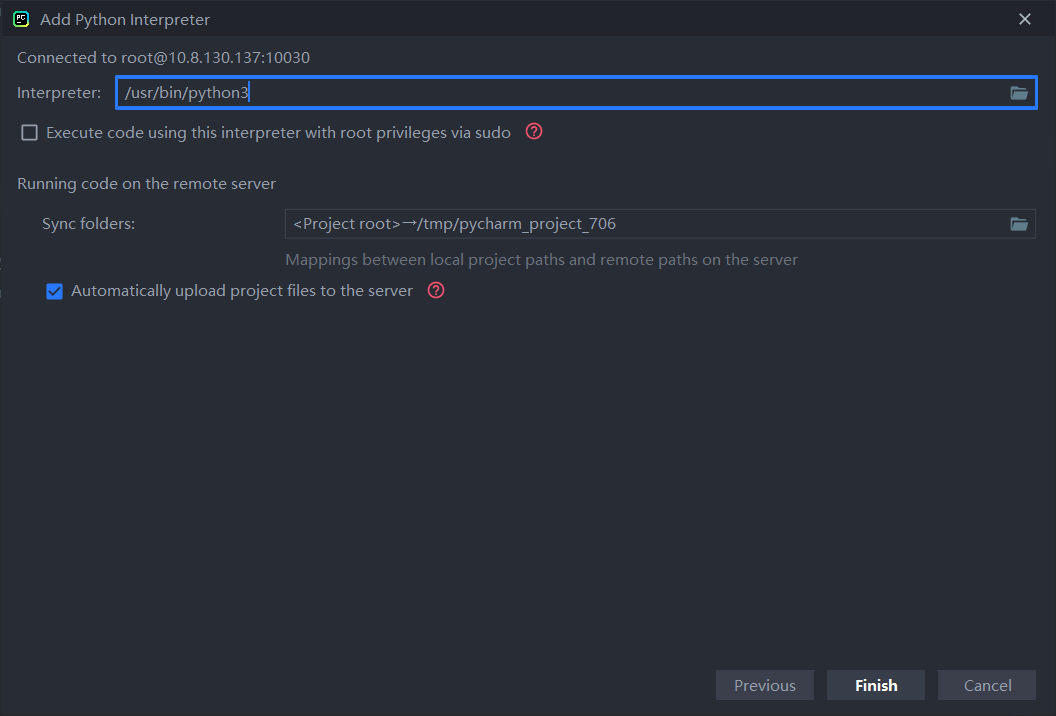 PC Add Python Interpreter
Connected to root@10.8.130.137:10030
Interpreter: /usr/bin/python3
Execute code using this interpreter with root privileges via sudo ?
Running code on the remote server
Sync folders: <Project root>→/tmp/pycharm_project_706
Mappings between local project paths and remote paths on the server
Automatically upload project files to the server ?
Previous Finish Cancel